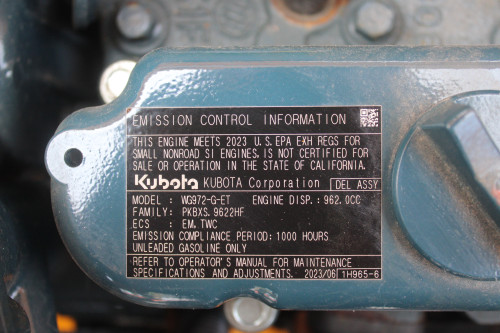 EMISSION CONTROL INFORMATION
THIS ENGINE MEETS 2023 U.S.EPA EXH REGS FOR
SMALL NONROAD SI ENGINES. IS NOT CERTIFIED FOR
SALE OR OPERATION IN THE STATE OF CALIFORNIA.
Kubota KUBOTA Corporation DEL ASSY
MODEL : WG972-G-ET ENGINE DISP.: 962.0CC
FAMILY: PKBXS.9622HF
ECS : EM,TWC
EMISSION COMPLIANCE PERIOD: 1000 HOURS
UNLEADED GASOLINE ONLY
REFER TO OPERATOR'S MANUAL FOR MAINTENANCE
SPECIFICATIONS AND ADJUSTMENTS. 2023/06 1H965-6